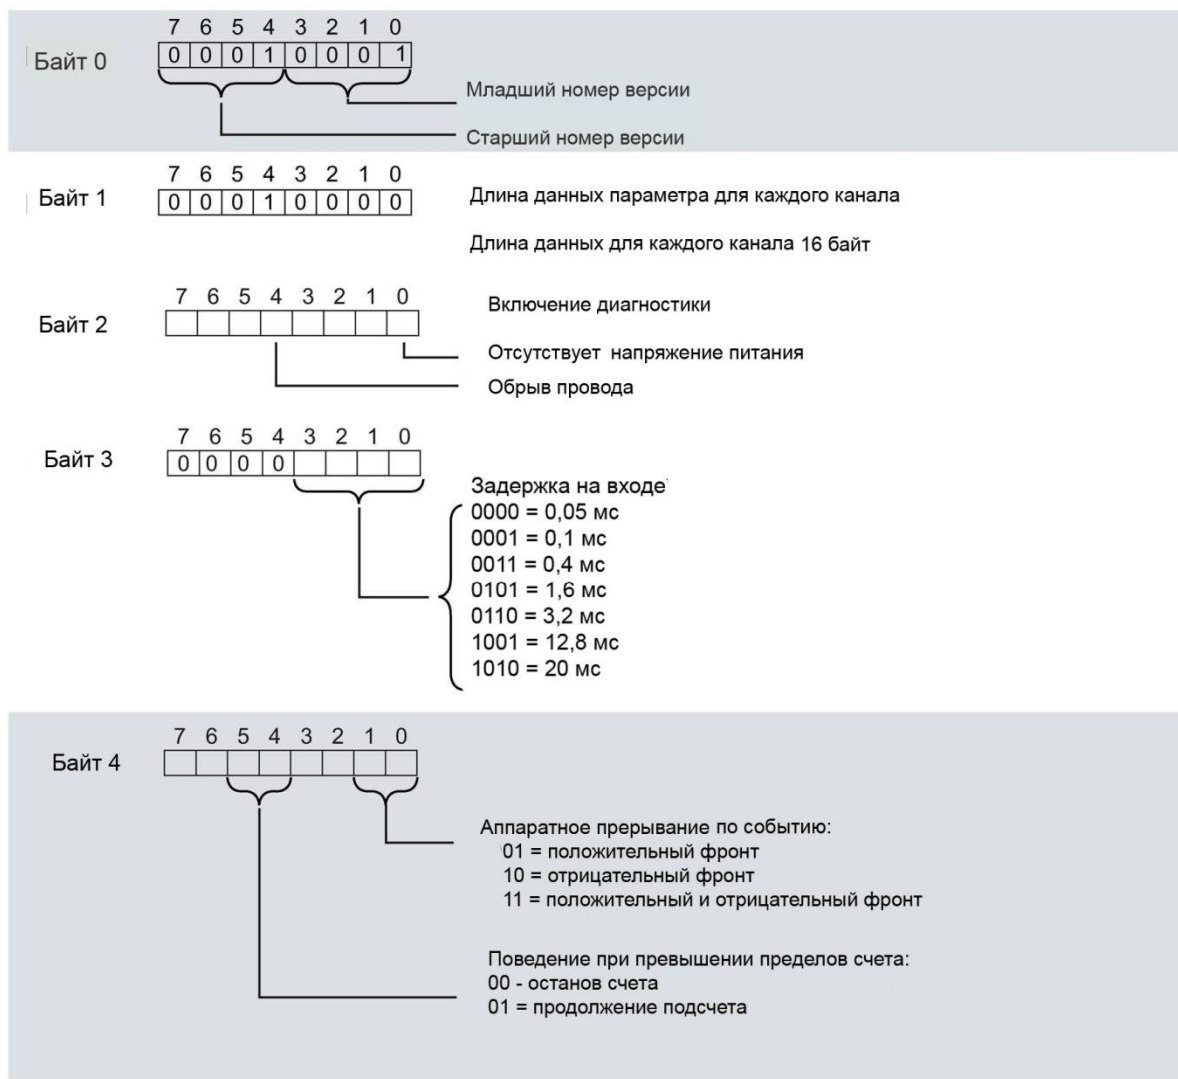 7 6 5 4 3 2 1 0
Байт 0
0 0 0 1 0 0 0 1
Младший номер версии
Старший номер версии
7 6 5 4 3 2 1 0
Байт 1
0 0 0 1 0 0 0 0
Длина данных параметра для каждого канала
Длина данных для каждого канала 16 байт
7 6 5 4 3 2 1 0
Байт 2
Включение диагностики
Отсутствует напряжение питания
Обрыв провода
7 6 5 4 3 2 1 0
Байт 3
0 0 0 0
Задержка на входе
0000 = 0,05 мс
0001 = 0,1 мс
0011 = 0,4 мс
0101 = 1,6 мс
0110 = 3,2 мс
1001 = 12,8 мс
1010 = 20 мс
7 6 5 4 3 2 1 0
Байт 4
Аппаратное прерывание по событию:
01 = положительный фронт
10 = отрицательный фронт
11 = положительный и отрицательный фронт
Поведение при превышении пределов счета:
00 - останов счета
01 = продолжение подсчета